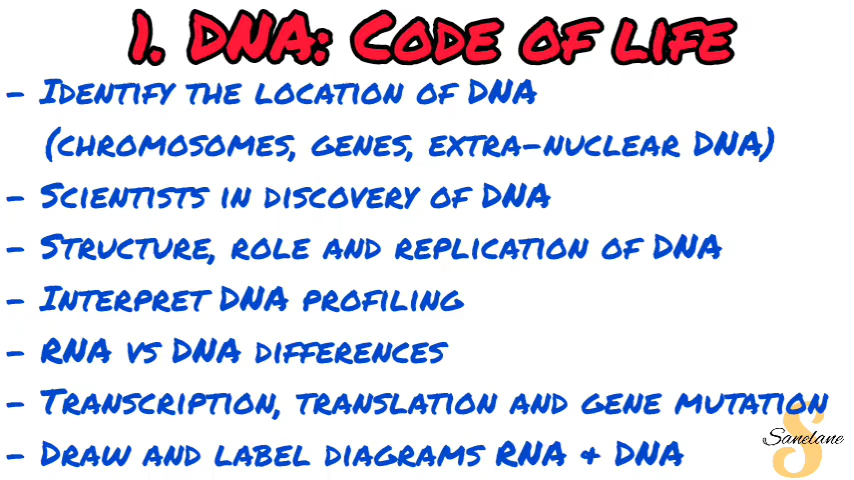 1. DNA: Code of life
- Identify the location of DNA
(chromosomes, genes, extra-nuclear DNA)
- Scientists in discovery of DNA
- Structure, role and replication of DNA
- Interpret DNA profiling
- RNA vs DNA differences
- Transcription, translation and gene mutation
- Draw and label diagrams RNA & DNA
S
Sanelane